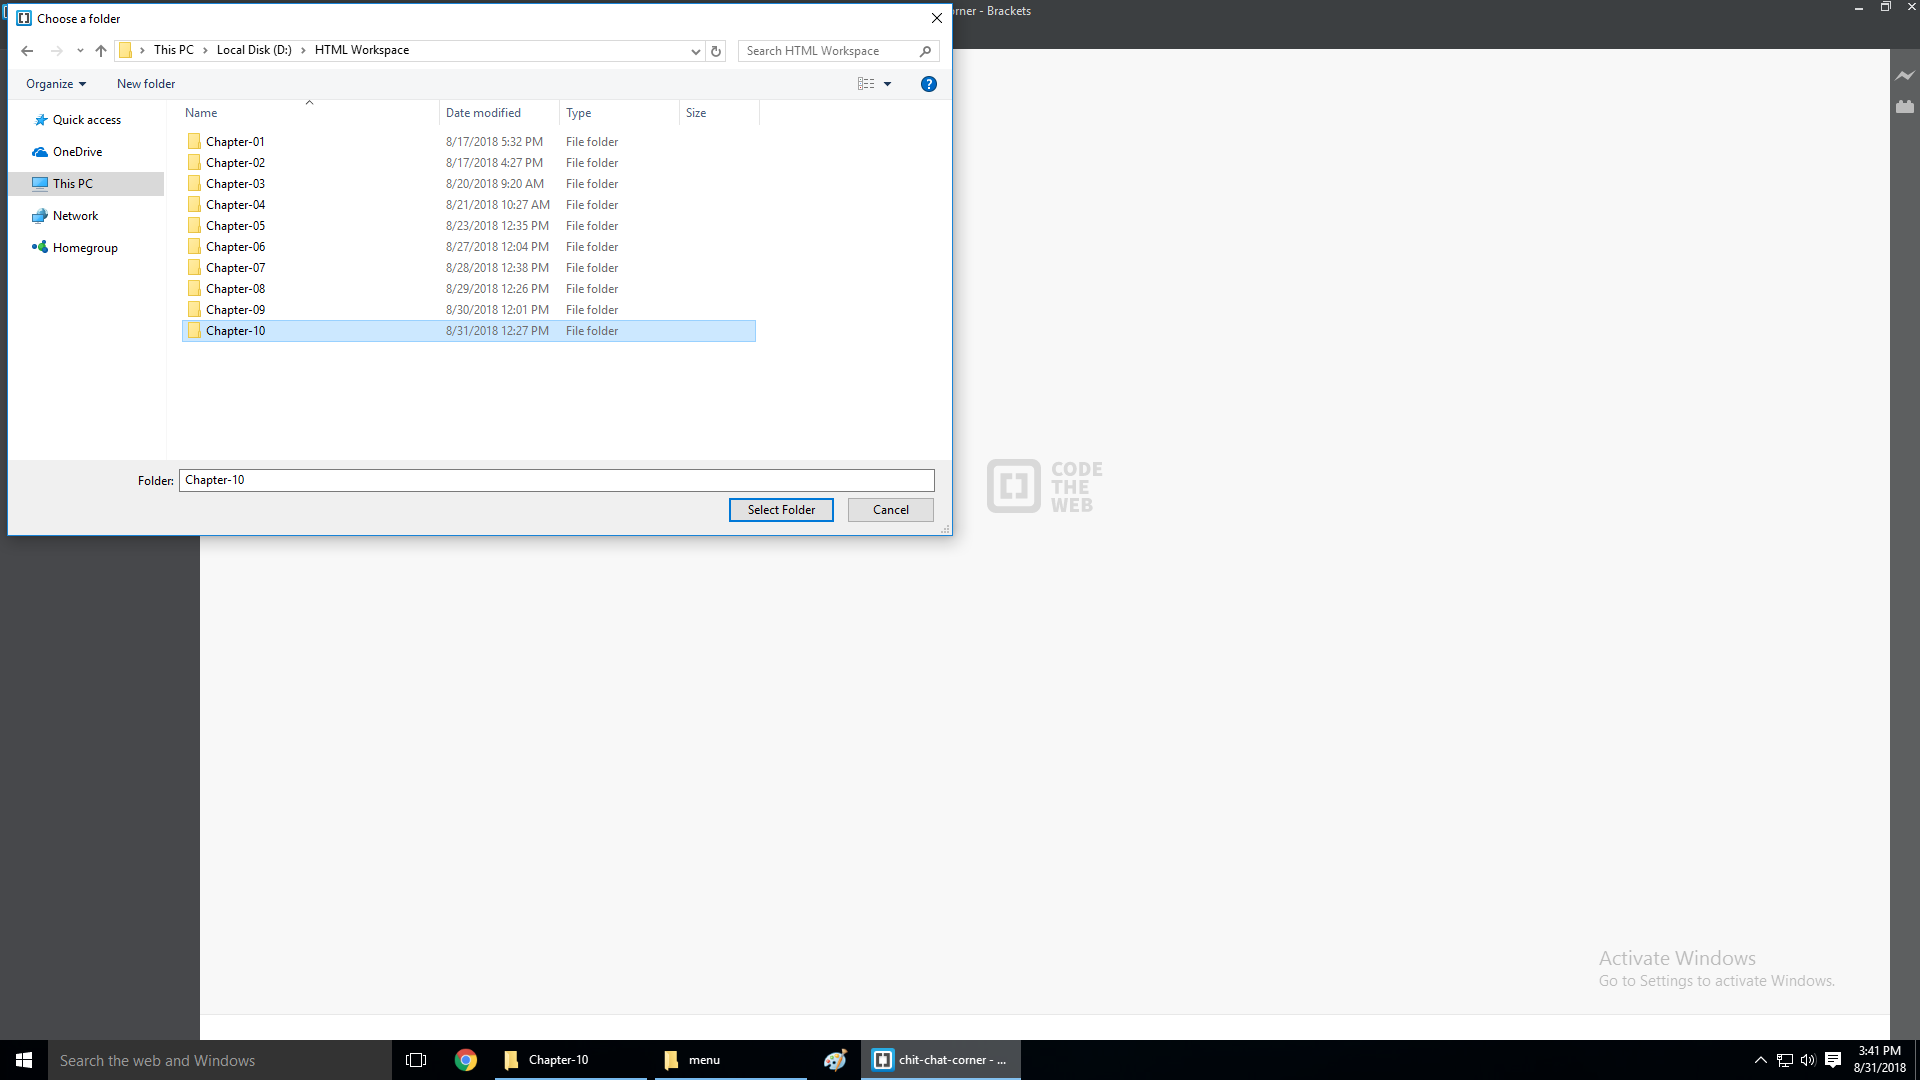 Choose a folder
orner - Brackets
This PC
Local Disk (D:)
HTML Workspace
Search HTML Workspace
Organize
New folder
Name
Date modified
Type
Size
Quick access
OneDrive
This PC
Network
Homegroup
Chapter-01 8/17/2018 5:32 PM File folder
Chapter-02 8/17/2018 4:27 PM File folder
Chapter-03 8/20/2018 9:20 AM File folder
Chapter-04 8/21/2018 10:27 AM File folder
Chapter-05 8/23/2018 12:35 PM File folder
Chapter-06 8/27/2018 12:04 PM File folder
Chapter-07 8/28/2018 12:38 PM File folder
Chapter-08 8/29/2018 12:26 PM File folder
Chapter-09 8/30/2018 12:01 PM File folder
Chapter-10 8/31/2018 12:27 PM File folder
Folder: Chapter-10
Select Folder
Cancel
CODE
THE
WEB
Activate Windows
Go to Settings to activate Windows.
Search the web and Windows
Chapter-10
menu
chit-chat-corner - ...
3:41 PM
8/31/2018